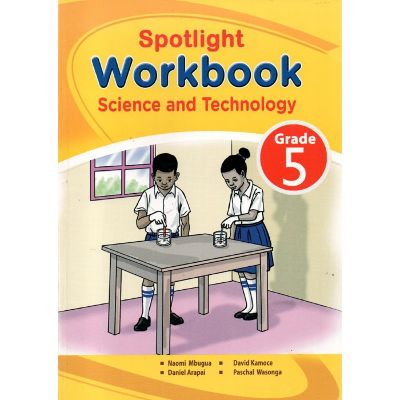 Spotlight
Workbook
Science and Technology
Grade
5
▪ Naomi Mbugua ▪ David Kamoce
▪ Daniel Arapai ▪ Paschal Wasonga